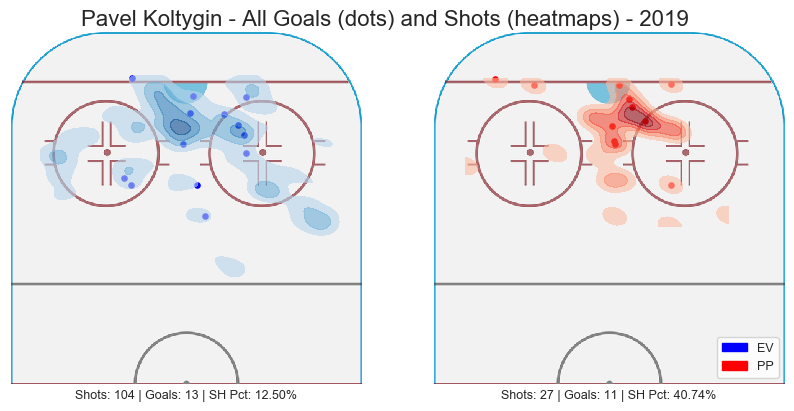 Pavel Koltygin - All Goals (dots) and Shots (heatmaps) - 2019
EV
PP
Shots: 104 | Goals: 13 | SH Pct: 12.50%
Shots: 27 | Goals: 11 | SH Pct: 40.74%